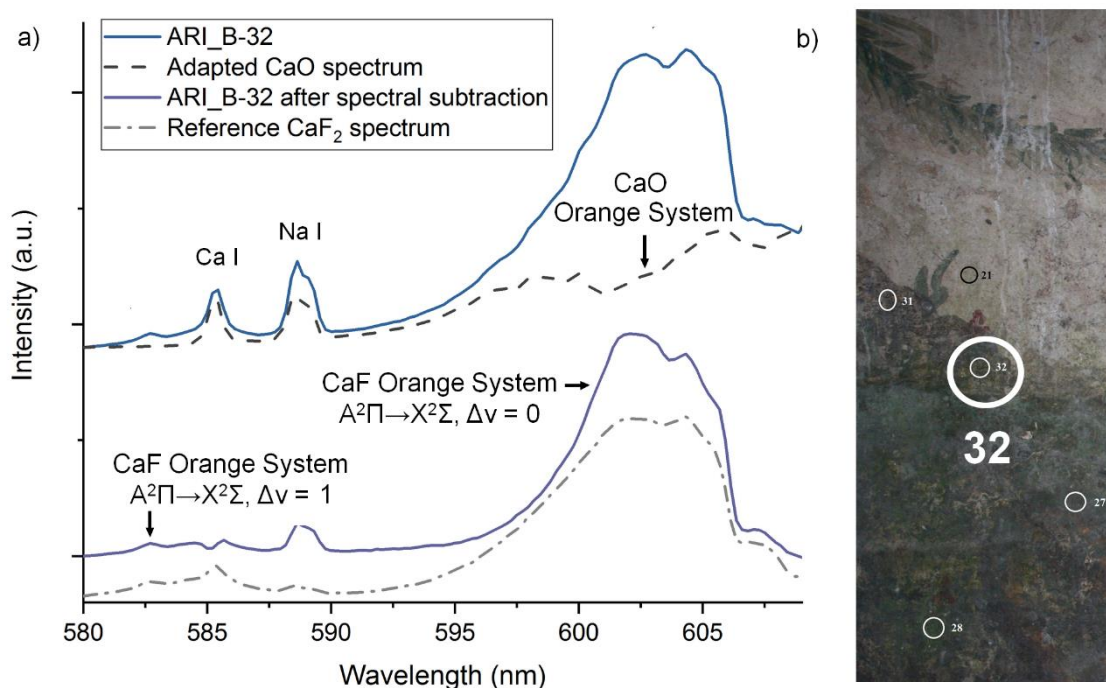 a)
ARI_B-32
Adapted CaO spectrum
ARI_B-32 after spectral subtraction
Reference CaF₂ spectrum
CaO
Orange System
Ca I
Na I
CaF Orange System
A²Π→X²Σ, Δv = 0
CaF Orange System
A²Π→X²Σ, Δv = 1
Intensity (a.u.)
580
585
590
595
600
605
Wavelength (nm)
b)
21
31
32
32
27
28